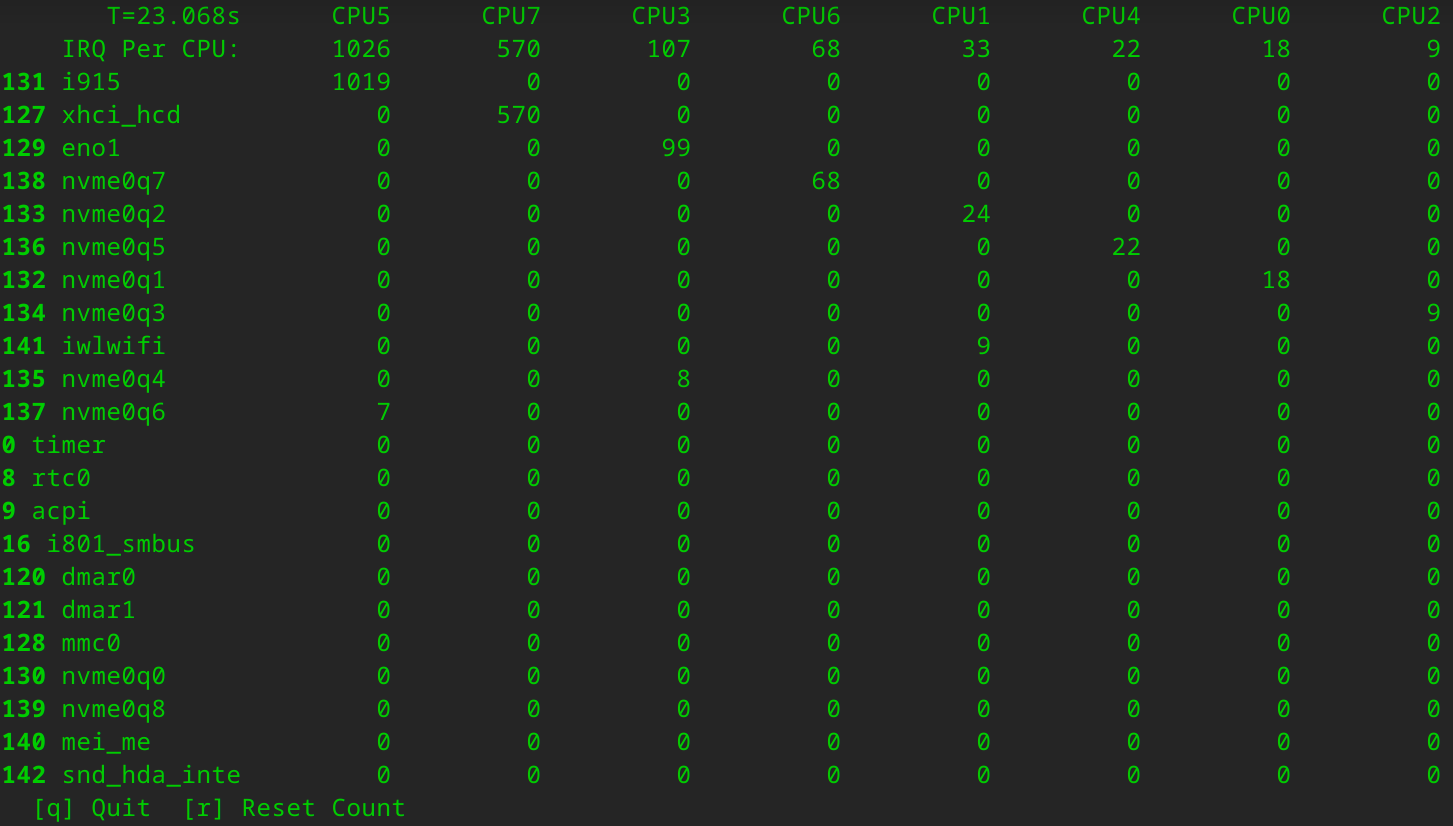 T=23.068s CPU5 CPU7 CPU3 CPU6 CPU1 CPU4 CPU0 CPU2
IRQ Per CPU: 1026 570 107 68 33 22 18 9
131 i915 1019 0 0 0 0 0 0 0
127 xhci_hcd 0 570 0 0 0 0 0 0
129 eno1 0 0 99 0 0 0 0 0
138 nvme0q7 0 0 0 68 0 0 0 0
133 nvme0q2 0 0 0 0 24 0 0 0
136 nvme0q5 0 0 0 0 0 22 0 0
132 nvme0q1 0 0 0 0 0 0 18 0
134 nvme0q3 0 0 0 0 0 0 0 9
141 iwlwifi 0 0 0 0 9 0 0 0
135 nvme0q4 0 0 8 0 0 0 0 0
137 nvme0q6 7 0 0 0 0 0 0 0
0 timer 0 0 0 0 0 0 0 0
8 rtc0 0 0 0 0 0 0 0 0
9 acpi 0 0 0 0 0 0 0 0
16 i801_smbus 0 0 0 0 0 0 0 0
120 dmar0 0 0 0 0 0 0 0 0
121 dmar1 0 0 0 0 0 0 0 0
128 mmc0 0 0 0 0 0 0 0 0
130 nvme0q0 0 0 0 0 0 0 0 0
139 nvme0q8 0 0 0 0 0 0 0 0
140 mei_me 0 0 0 0 0 0 0 0
142 snd_hda_inte 0 0 0 0 0 0 0 0
[q] Quit [r] Reset Count